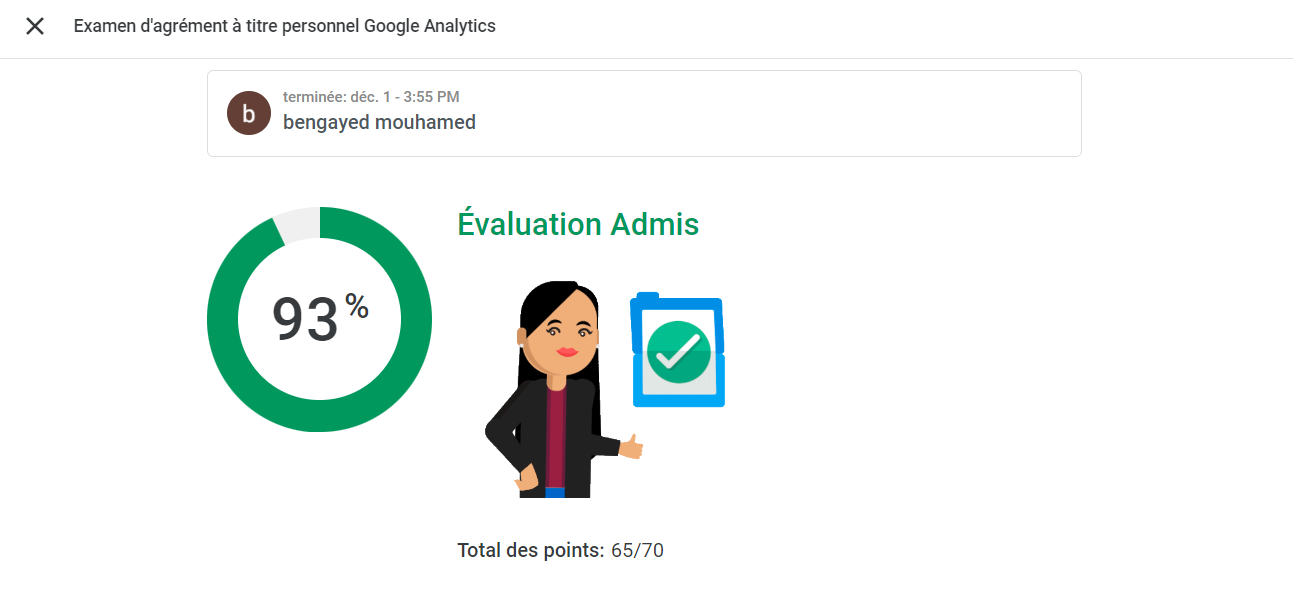 Examen d'agrément à titre personnel Google Analytics
b
terminée: déc. 1 - 3:55 PM
bengayed mouhamed
Évaluation Admis
93 %
Total des points: 65/70